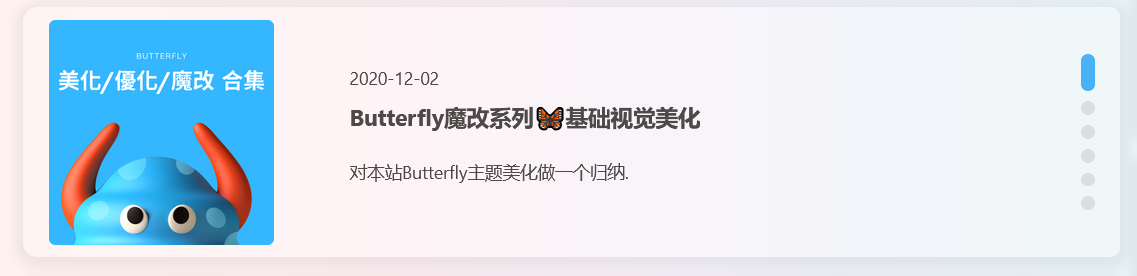 BUTTERFLY
美化/優化/魔改 合集
2020-12-02
Butterfly魔改系列🦋基础视觉美化
对本站Butterfly主题美化做一个归纳.